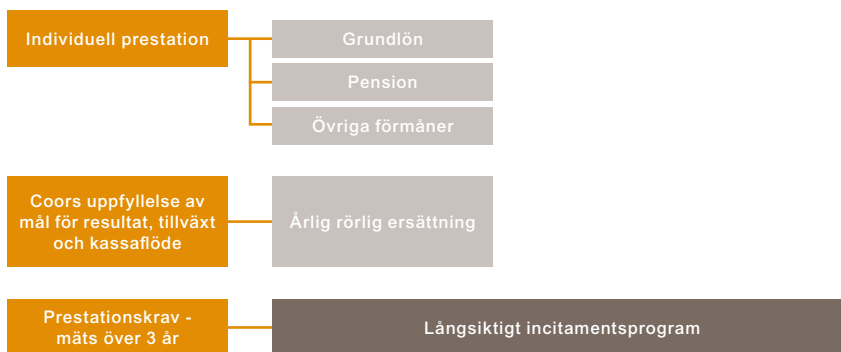 Individuell prestation
Grundlön
Pension
Övriga förmåner
Coors uppfyllelse av
mål för resultat, tillväxt
och kassaflöde
Årlig rörlig ersättning
Prestationskrav -
mäts över 3 år
Långsiktigt incitamentsprogram